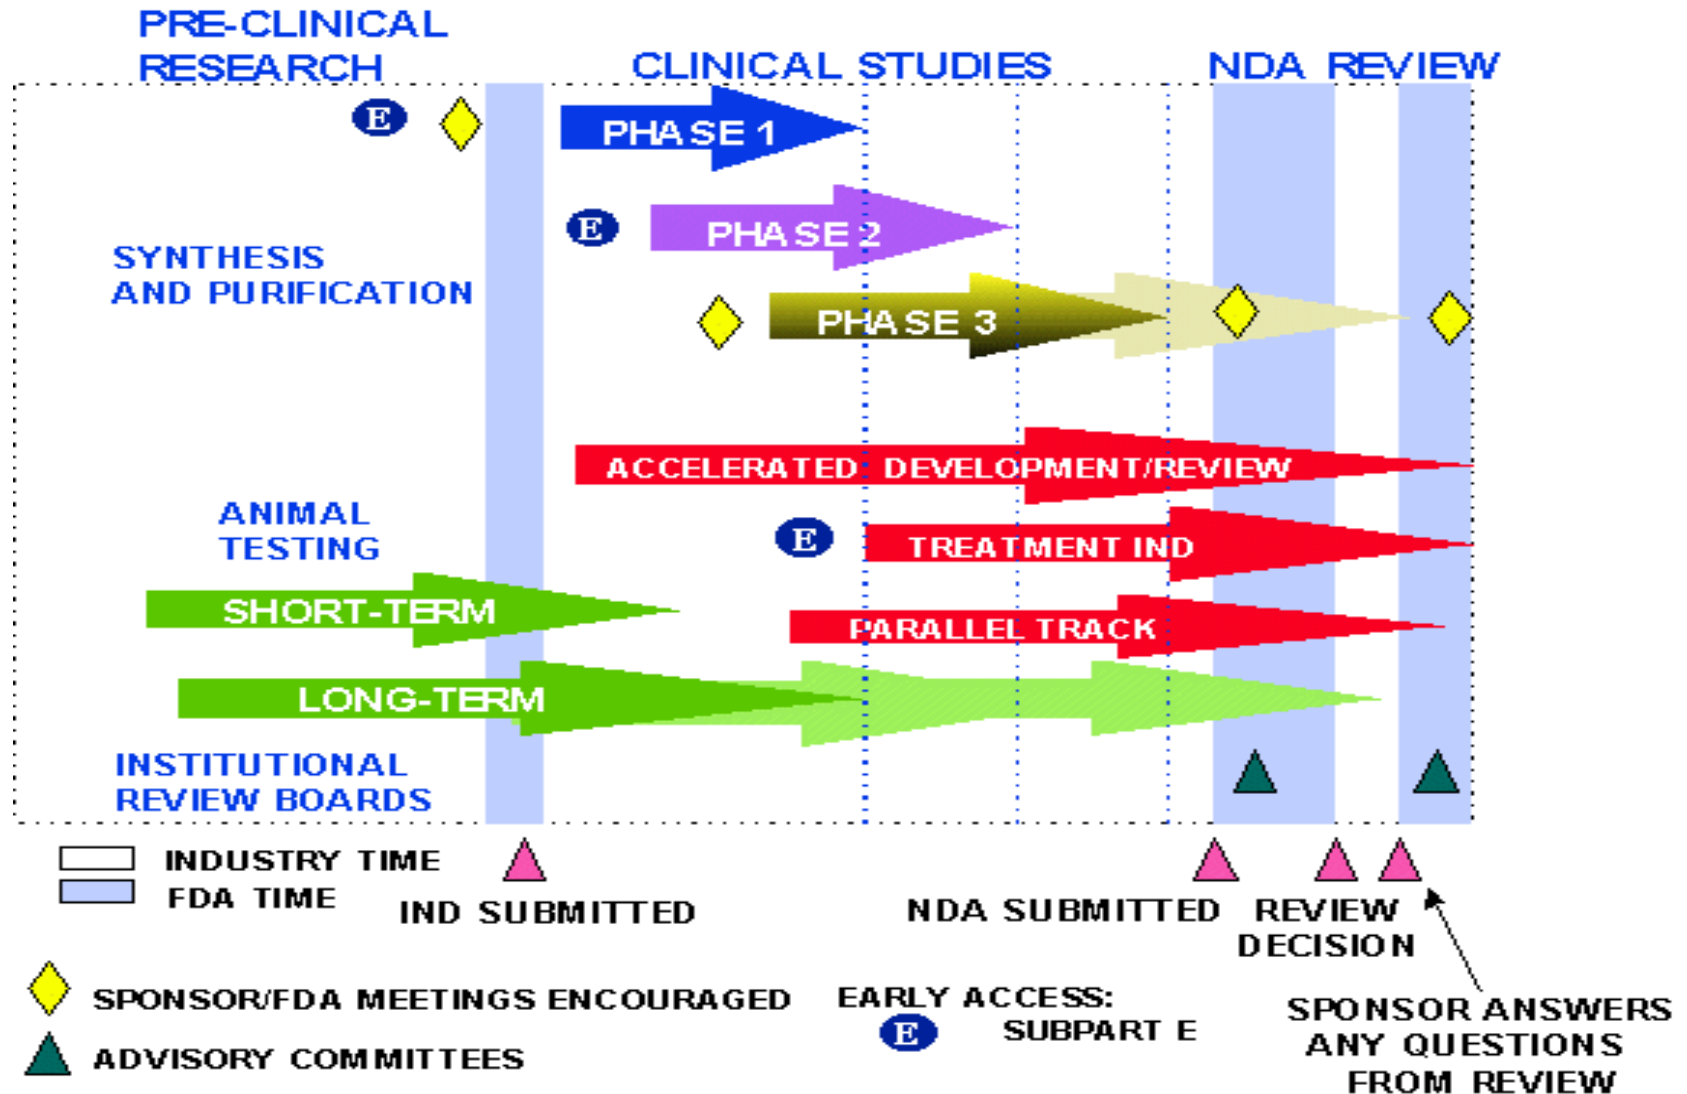 PRE-CLINICAL
RESEARCH
CLINICAL STUDIES
NDA REVIEW
E
PHASE 1
E
PHASE 2
SYNTHESIS
AND PURIFICATION
PHASE 3
ACCELERATED DEVELOPMENT/REVIEW
ANIMAL
TESTING
E
TREATMENT IND
SHORT-TERM
PARALLEL TRACK
LONG-TERM
INSTITUTIONAL
REVIEW BOARDS
INDUSTRY TIME
FDA TIME
IND SUBMITTED
NDA SUBMITTED
REVIEW
DECISION
SPONSOR/FDA MEETINGS ENCOURAGED
ADVISORY COMMITTEES
EARLY ACCESS:
E SUBPART E
SPONSOR ANSWERS
ANY QUESTIONS
FROM REVIEW